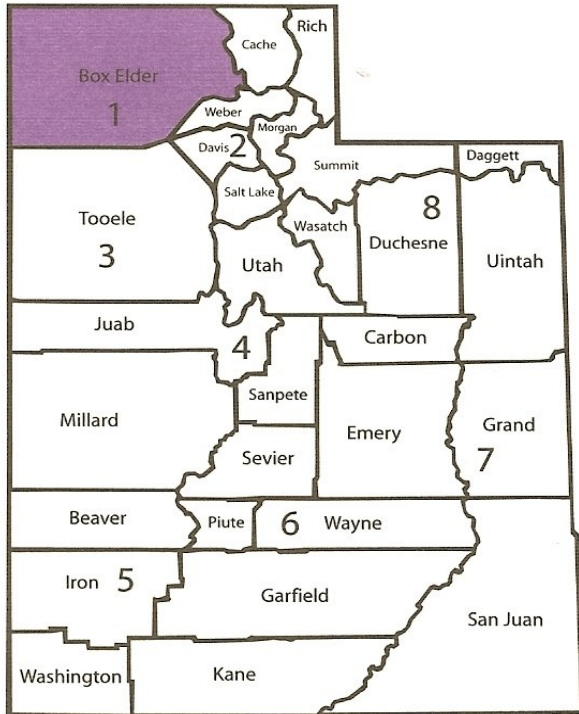 Rich
Cache
Box Elder
1
Weber
Morgan
Davis 2
Daggett
Summit
Salt Lake
Tooele
3
Wasatch
8
Duchesne
Uintah
Utah
Juab
4
Carbon
Sanpete
Millard
Emery
Grand
7
Sevier
Beaver
Piute
6 Wayne
Iron 5
Garfield
San Juan
Washington
Kane